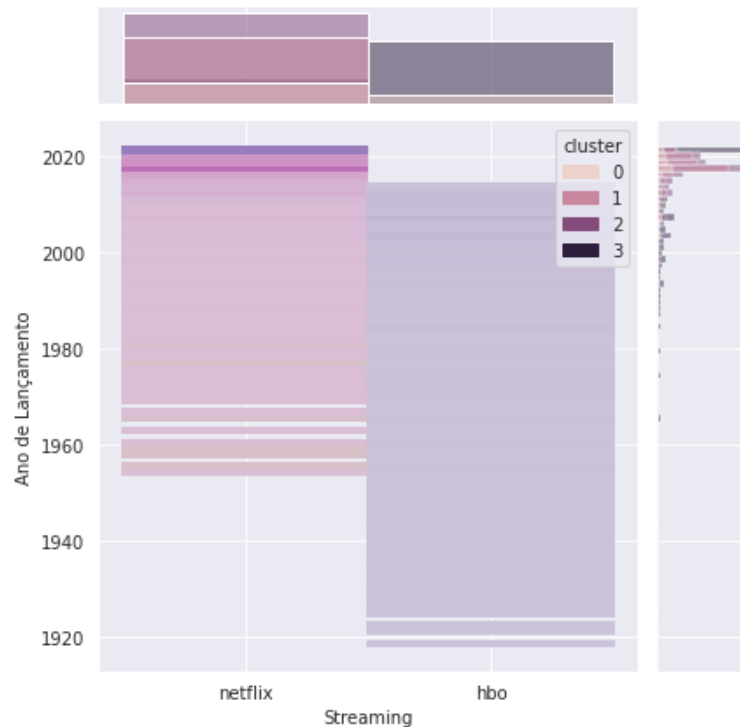 cluster
0
1
2
3
2020
2000
1980
1960
1940
1920
Ano de Lançamento
netflix hbo
Streaming